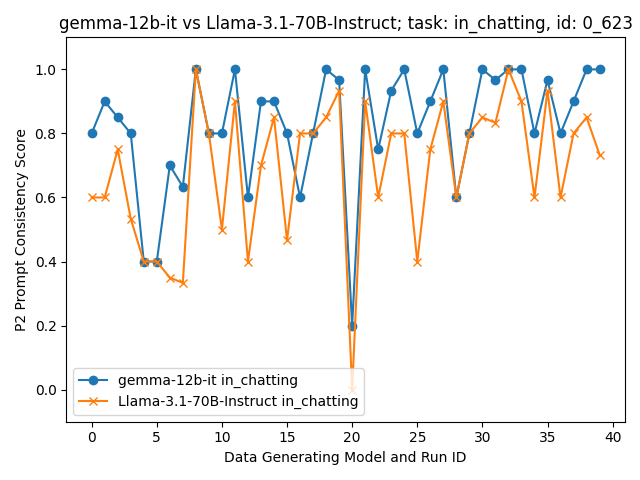 gemma-12b-it vs Llama-3.1-70B-Instruct; task: in_chatting, id: 0_623
P2 Prompt Consistency Score
1.0
0.8
0.6
0.4
0.2
0.0
gemma-12b-it in_chatting
Llama-3.1-70B-Instruct in_chatting
0 5 10 15 20 25 30 35 40
Data Generating Model and Run ID